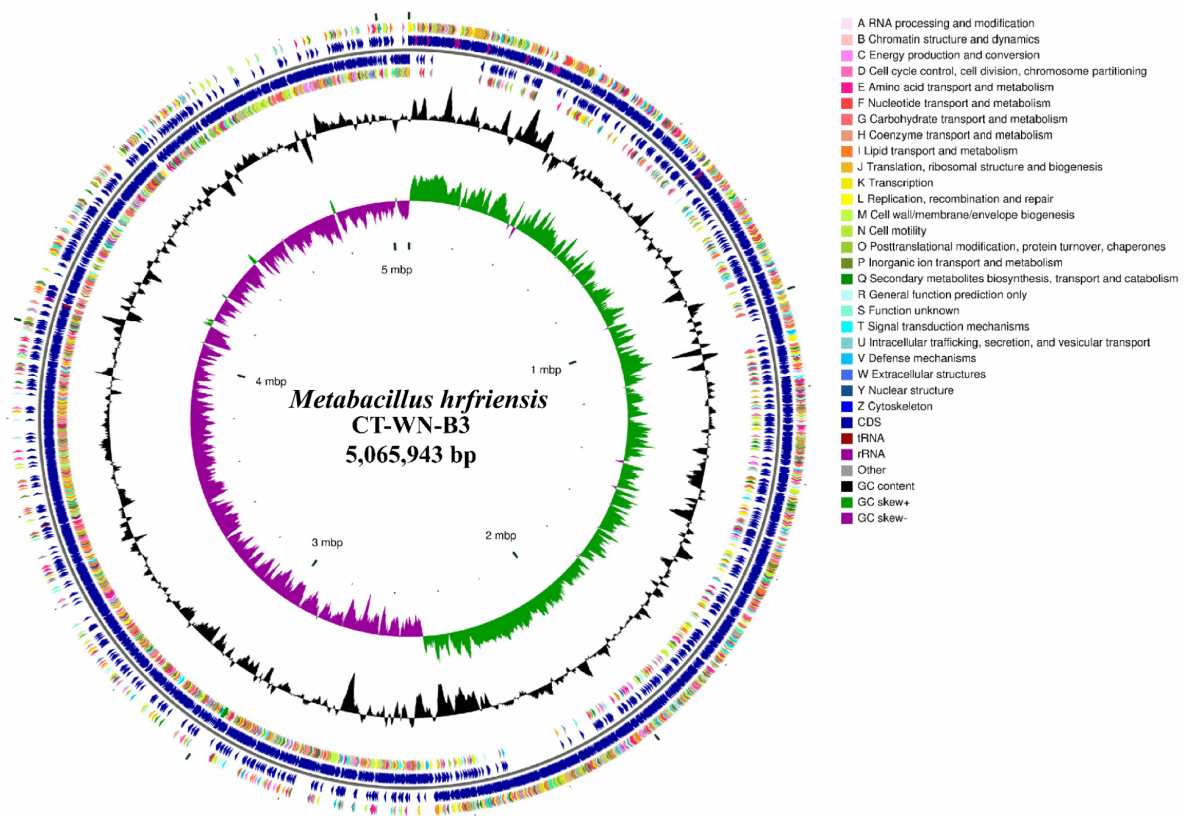 5 mbp
1 mbp
4 mbp
Metabacillus hrfriensis
CT-WN-B3
5,065,943 bp
2 mbp
3 mbp
A RNA processing and modification
B Chromatin structure and dynamics
C Energy production and conversion
D Cell cycle control, cell division, chromosome partitioning
E Amino acid transport and metabolism
F Nucleotide transport and metabolism
G Carbohydrate transport and metabolism
H Coenzyme transport and metabolism
I Lipid transport and metabolism
J Translation, ribosomal structure and biogenesis
K Transcription
L Replication, recombination and repair
M Cell wall/membrane/envelope biogenesis
N Cell motility
O Posttranslational modification, protein turnover, chaperones
P Inorganic ion transport and metabolism
Q Secondary metabolites biosynthesis, transport and catabolism
R General function prediction only
S Function unknown
T Signal transduction mechanisms
U Intracellular trafficking, secretion, and vesicular transport
V Defense mechanisms
W Extracellular structures
Y Nuclear structure
Z Cytoskeleton
CDS
tRNA
rRNA
Other
GC content
GC skew+
GC skew-